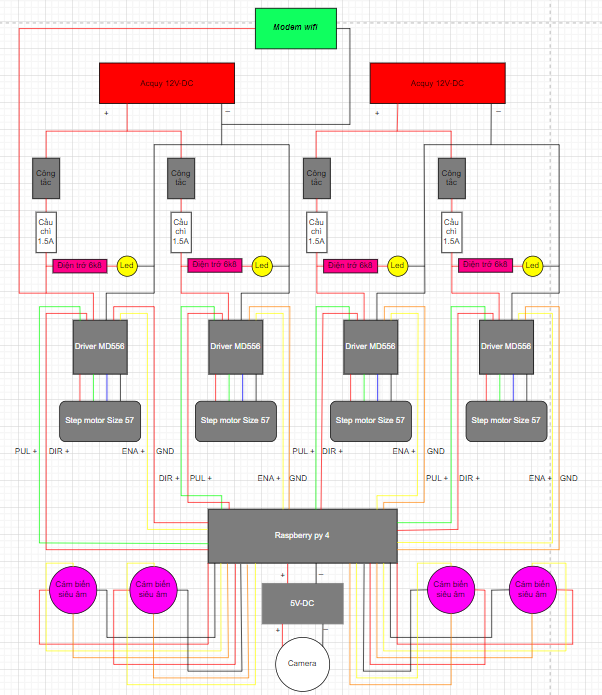 Modem wifi
Acquy 12V-DC
Acquy 12V-DC
+
–
+
–
Công
tắc
Công
tắc
Công
tắc
Công
tắc
Cầu
chì
1.5A
Cầu
chì
1.5A
Cầu
chì
1.5A
Cầu
chì
1.5A
Điện trở 6k8
Led
Điện trở 6k8
Led
Điện trở 6k8
Led
Điện trở 6k8
Led
Driver MD556
Driver MD556
Driver MD556
Driver MD556
Step motor Size 57
Step motor Size 57
Step motor Size 57
Step motor Size 57
PUL + DIR + ENA + GND
PUL + DIR + ENA + GND
DIR + PUL + ENA + GND
PUL + DIR + ENA + GND
Raspberry py 4
+
–
Cảm biến
siêu âm
Cảm biến
siêu âm
5V-DC
Cảm biến
siêu âm
Cảm biến
siêu âm
+
–
Camera